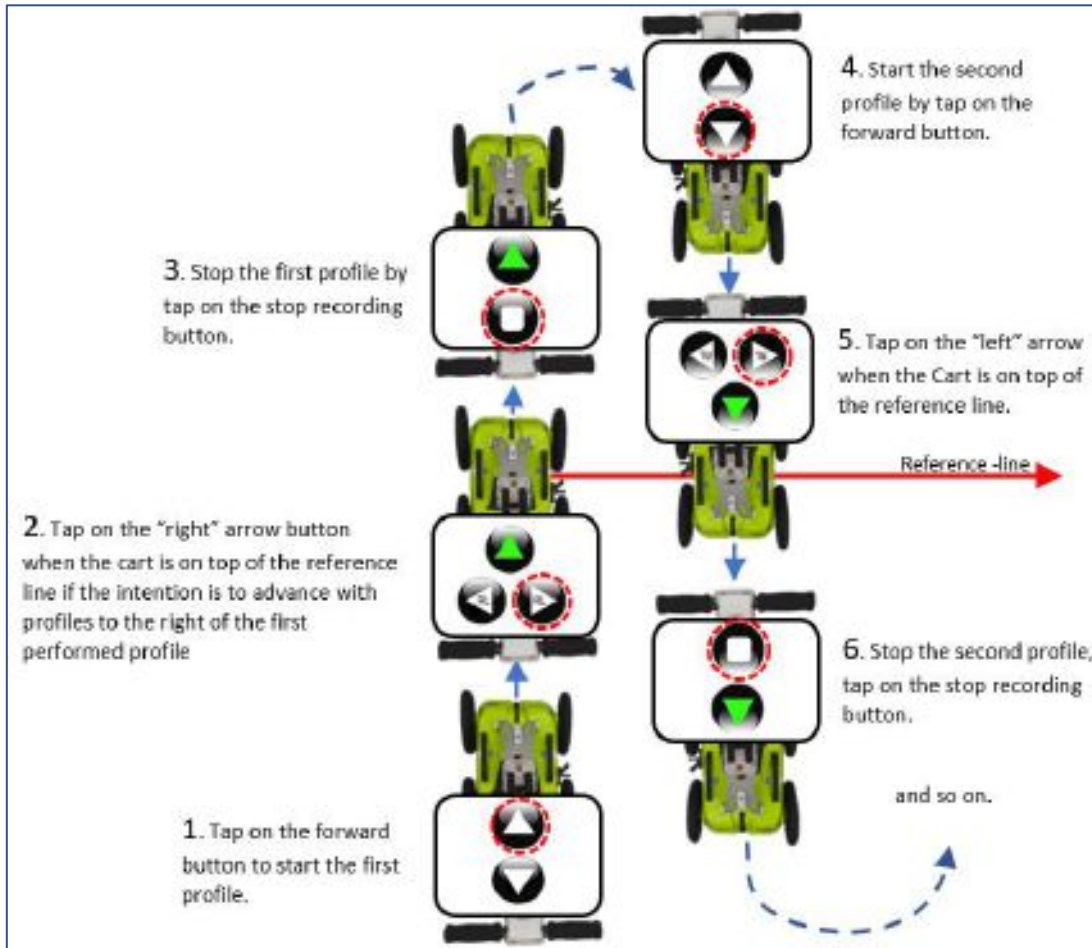 4. Start the second
profile by tap on the
forward button.
3. Stop the first profile by
tap on the stop recording
button.
5. Tap on the “left” arrow
when the Cart is on top of
the reference line.
Reference -line
2. Tap on the “right” arrow button
when the cart is on top of the reference
line if the intention is to advance with
profiles to the right of the first
performed profile
6. Stop the second profile,
tap on the stop recording
button.
and so on.
1. Tap on the forward
button to start the first
profile.